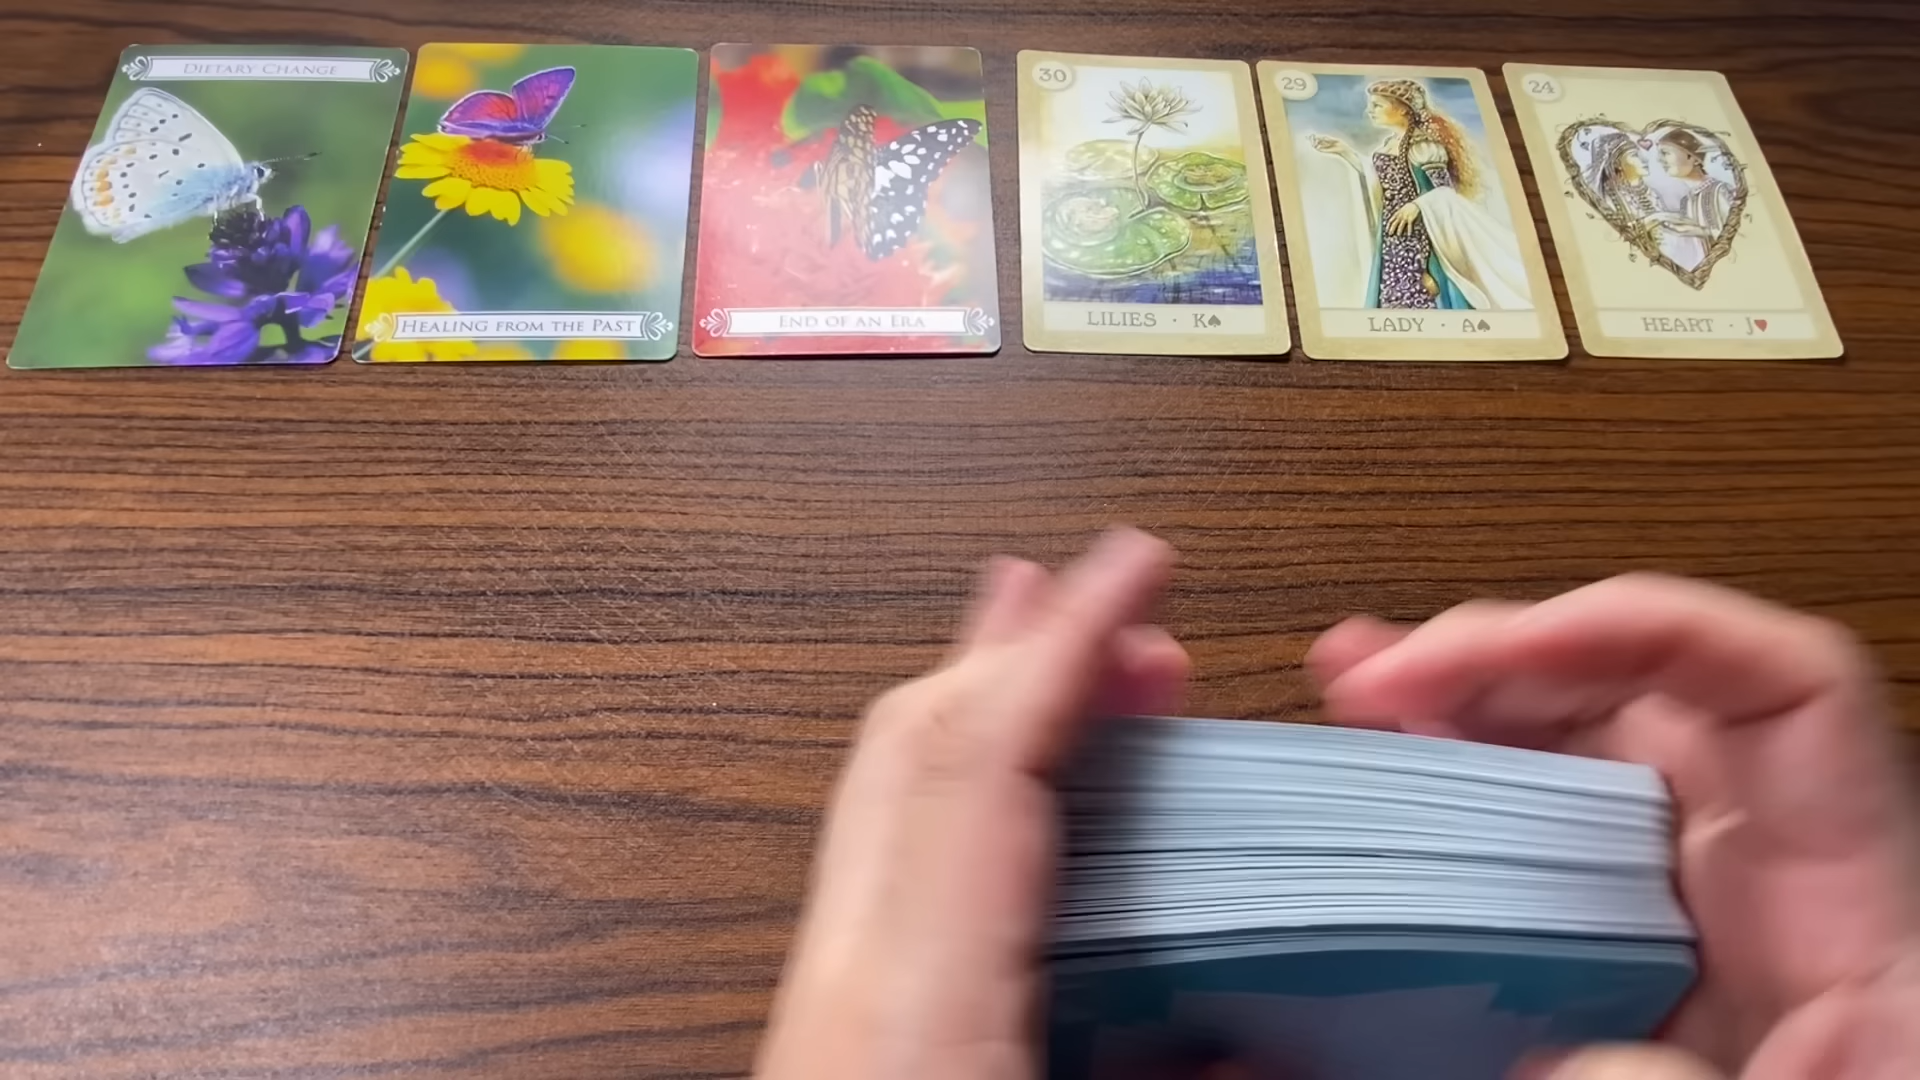 DIETARY CHANGE
HEALING FROM THE PAST
END OF AN ERA
30
LILIES · K♠
29
LADY · A♠
24
HEART · J♥